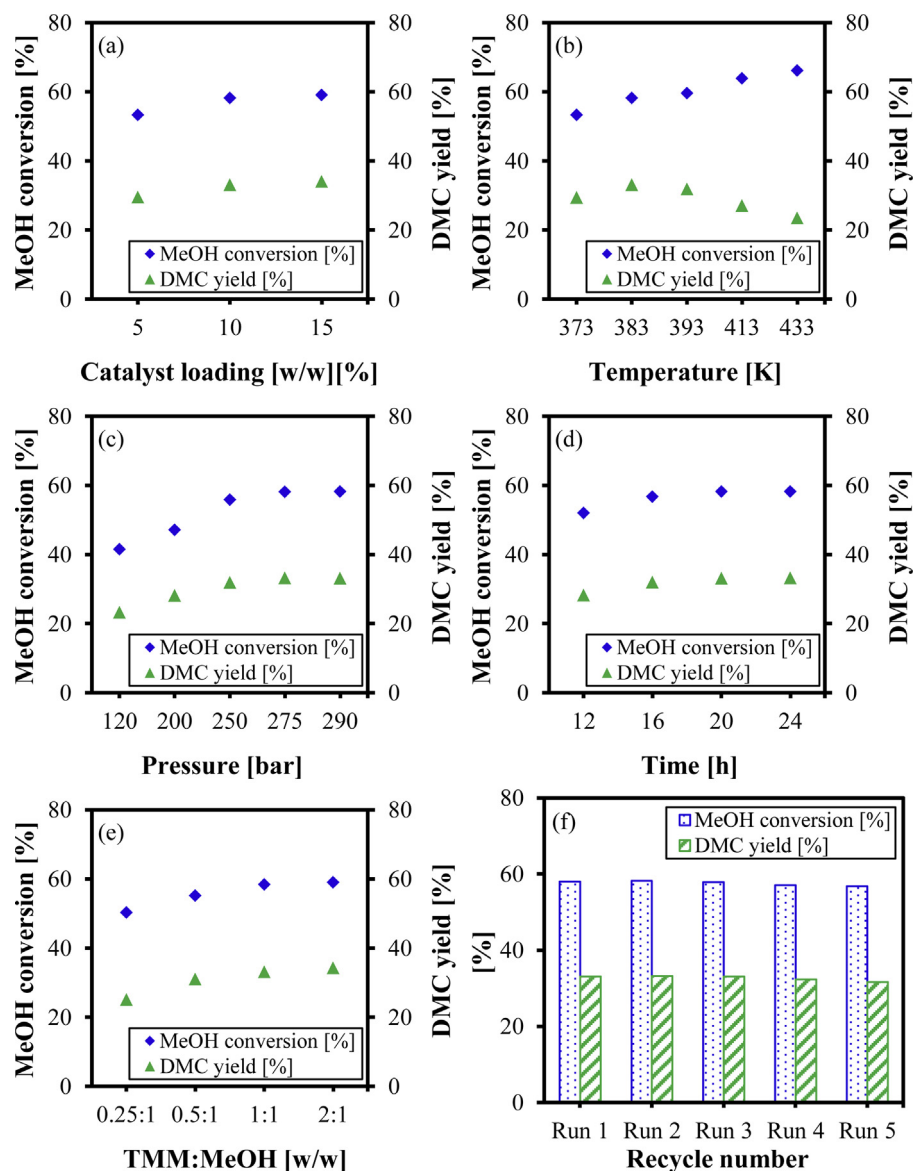 (a)
MeOH conversion [%]
80
60
40
20
0
80
60
40
20
0
DMC yield [%]
MeOH conversion [%]
DMC yield [%]
5 10 15
Catalyst loading [w/w][%]
(b)
MeOH conversion [%]
80
60
40
20
0
80
60
40
20
0
DMC yield [%]
MeOH conversion [%]
DMC yield [%]
373 383 393 413 433
Temperature [K]
(c)
MeOH conversion [%]
80
60
40
20
0
80
60
40
20
0
DMC yield [%]
MeOH conversion [%]
DMC yield [%]
120 200 250 275 290
Pressure [bar]
(d)
MeOH conversion [%]
80
60
40
20
0
80
60
40
20
0
DMC yield [%]
MeOH conversion [%]
DMC yield [%]
12 16 20 24
Time [h]
(e)
MeOH conversion [%]
80
60
40
20
0
80
60
40
20
0
DMC yield [%]
MeOH conversion [%]
DMC yield [%]
0.25:1 0.5:1 1:1 2:1
TMM:MeOH [w/w]
(f)
[%]
80
60
40
20
0
MeOH conversion [%]
DMC yield [%]
Run 1 Run 2 Run 3 Run 4 Run 5
Recycle number